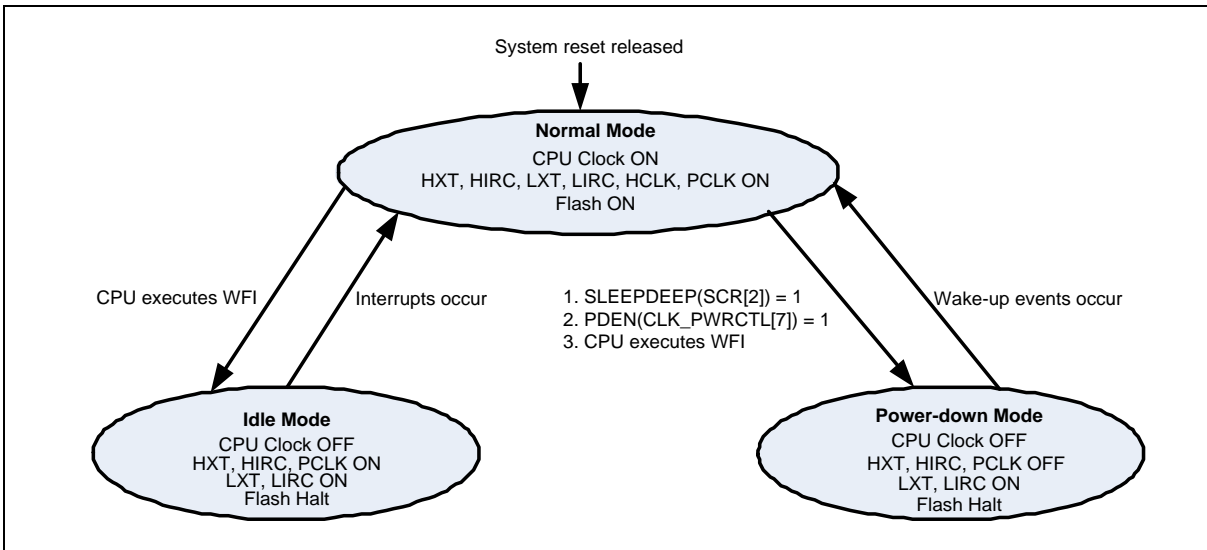 System reset released
Normal Mode
CPU Clock ON
HXT, HIRC, LXT, LIRC, HCLK, PCLK ON
Flash ON
CPU executes WFI
Interrupts occur
1. SLEEPDEEP(SCR[2]) = 1
2. PDEN(CLK_PWRCTL[7]) = 1
3. CPU executes WFI
Wake-up events occur
Idle Mode
CPU Clock OFF
HXT, HIRC, PCLK ON
LXT, LIRC ON
Flash Halt
Power-down Mode
CPU Clock OFF
HXT, HIRC, PCLK OFF
LXT, LIRC ON
Flash Halt